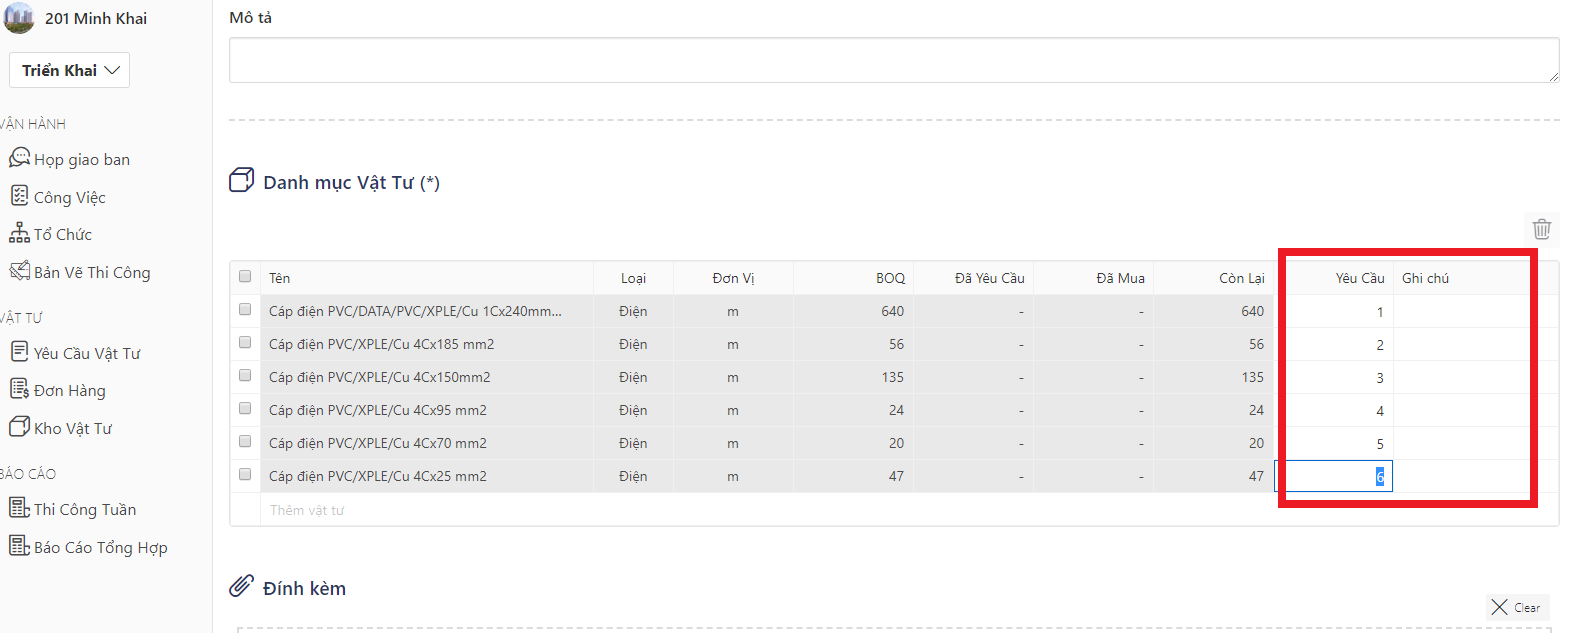 201 Minh Khai
Triển Khai
VẬN HÀNH
Họp giao ban
Công Việc
Tổ Chức
Bản Vẽ Thi Công
VẬT TƯ
Yêu Cầu Vật Tư
Đơn Hàng
Kho Vật Tư
BÁO CÁO
Thi Công Tuần
Báo Cáo Tổng Hợp
Mô tả
Danh mục Vật Tư (*)
Tên Loại Đơn Vị BOQ Đã Yêu Cầu Đã Mua Còn Lại Yêu Cầu Ghi chú
Cáp điện PVC/DATA/PVC/XPLE/Cu 1Cx240mm... Điện m 640 - - 640 1
Cáp điện PVC/XPLE/Cu 4Cx185 mm2 Điện m 56 - - 56 2
Cáp điện PVC/XPLE/Cu 4Cx150mm2 Điện m 135 - - 135 3
Cáp điện PVC/XPLE/Cu 4Cx95 mm2 Điện m 24 - - 24 4
Cáp điện PVC/XPLE/Cu 4Cx70 mm2 Điện m 20 - - 20 5
Cáp điện PVC/XPLE/Cu 4Cx25 mm2 Điện m 47 - - 47 6
Thêm vật tư
Đính kèm
Clear